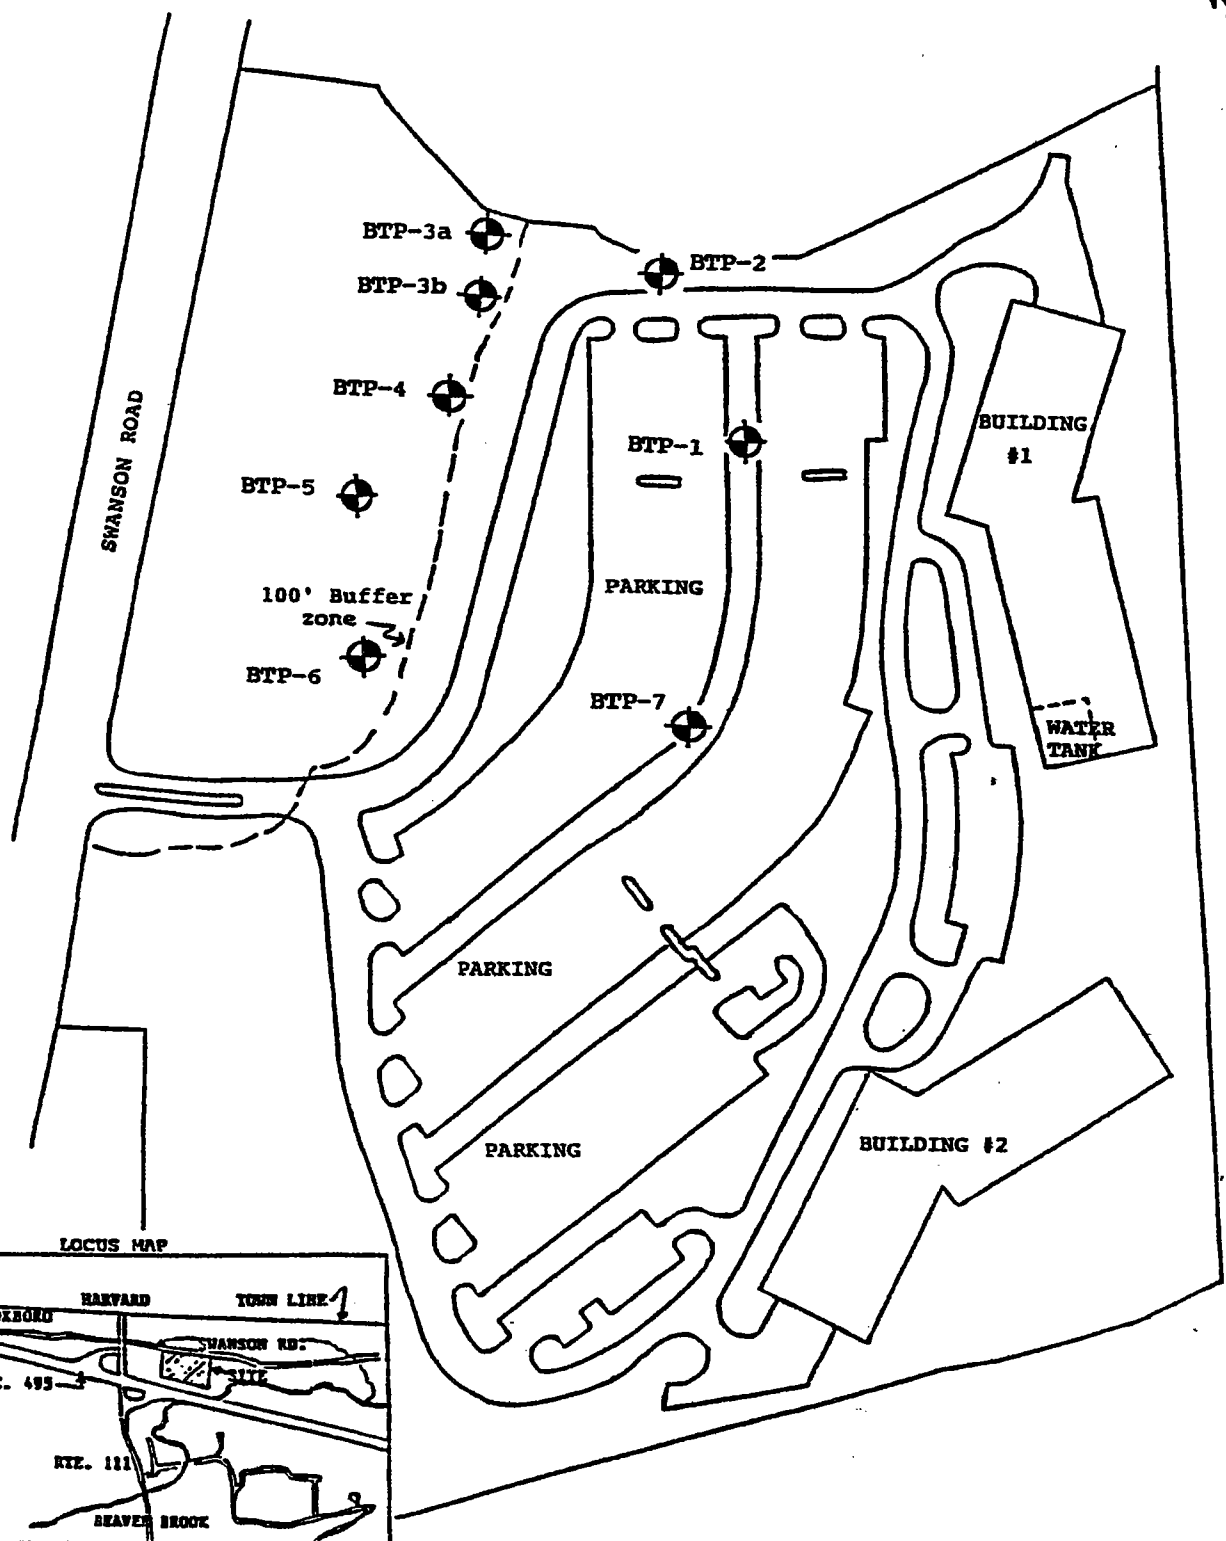 BTP-3a
BTP-2
BTP-3b
BTP-4
SWANSON ROAD
BUILDING
#1
BTP-1
BTP-5
PARKING
100' Buffer
zone
BTP-6
BTP-7
WATER
TANK
PARKING
PARKING
BUILDING #2
LOCUS MAP
HARVARD
TOWN LINE
SWANSON RD.
SITE
495
RTE. 111
BEAVER BROOK